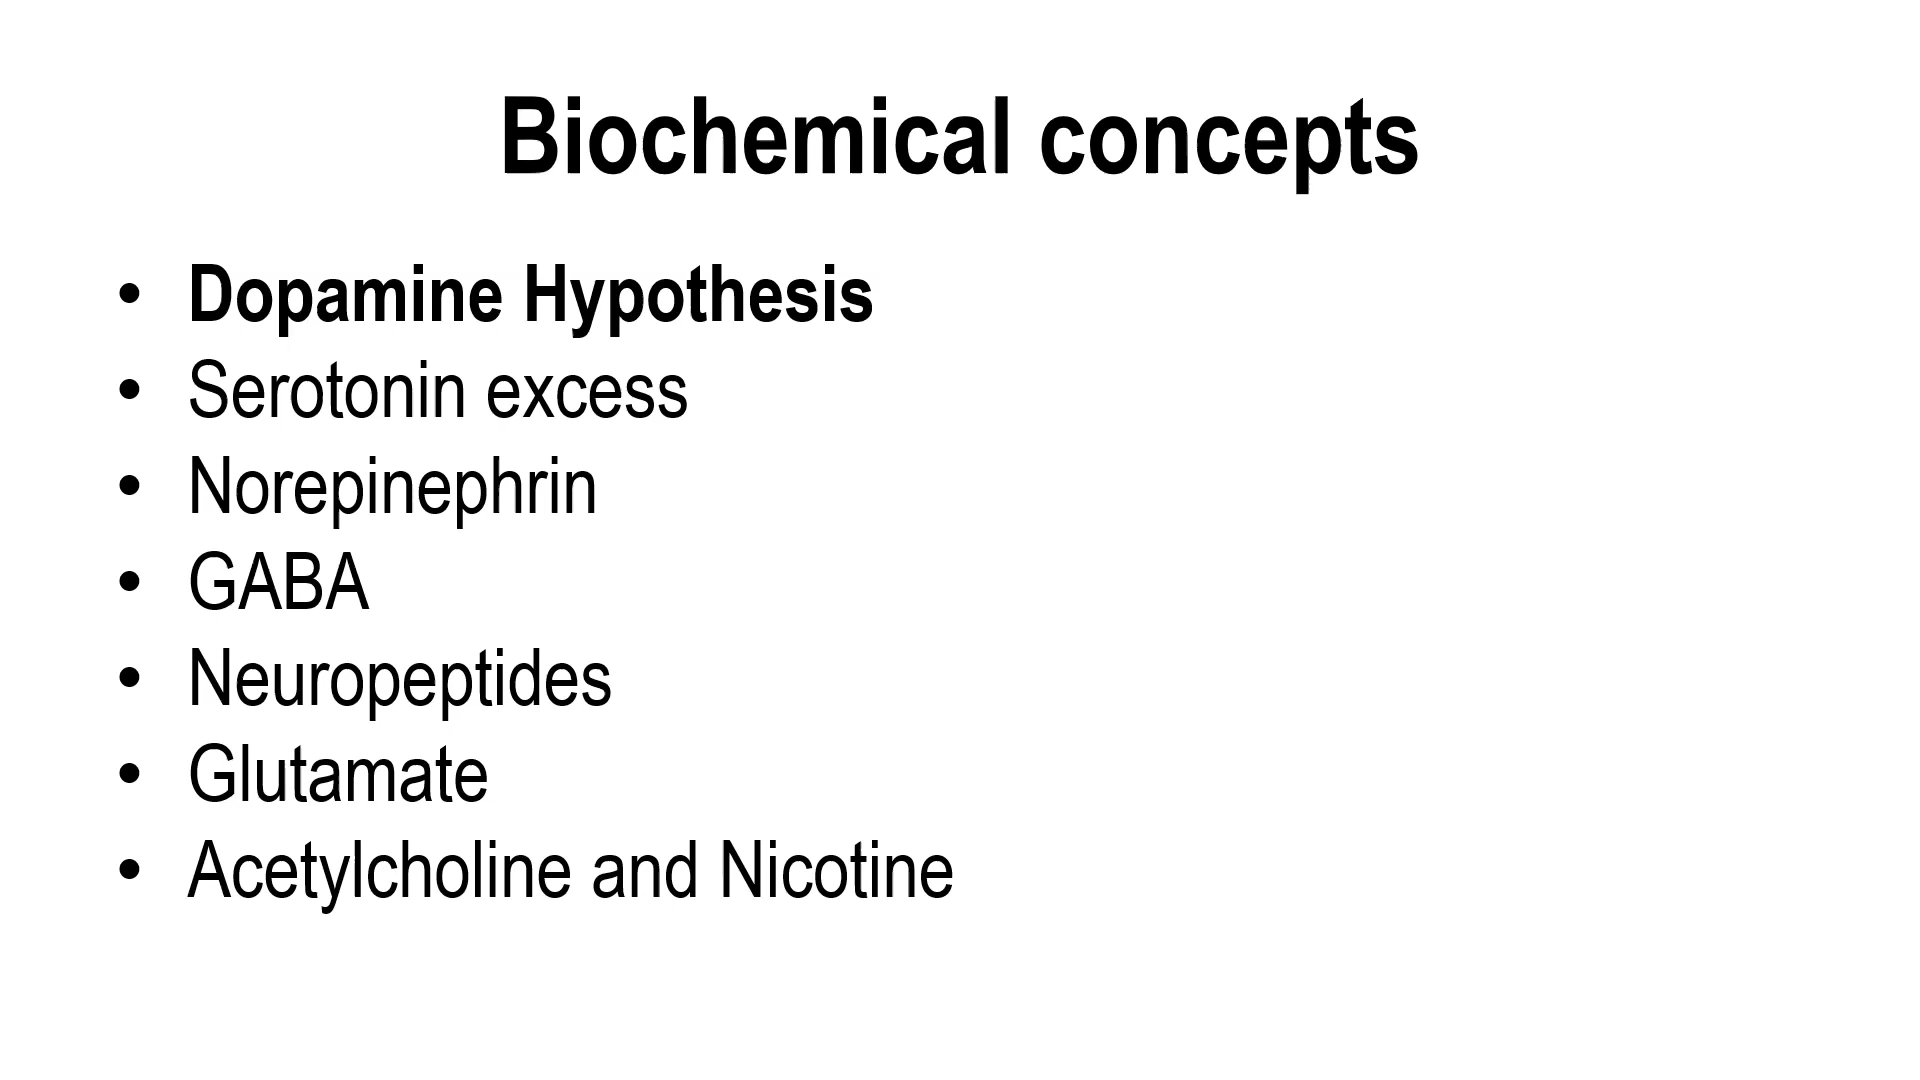 Biochemical concepts
• Dopamine Hypothesis
• Serotonin excess
• Norepinephrin
• GABA
• Neuropeptides
• Glutamate
• Acetylcholine and Nicotine